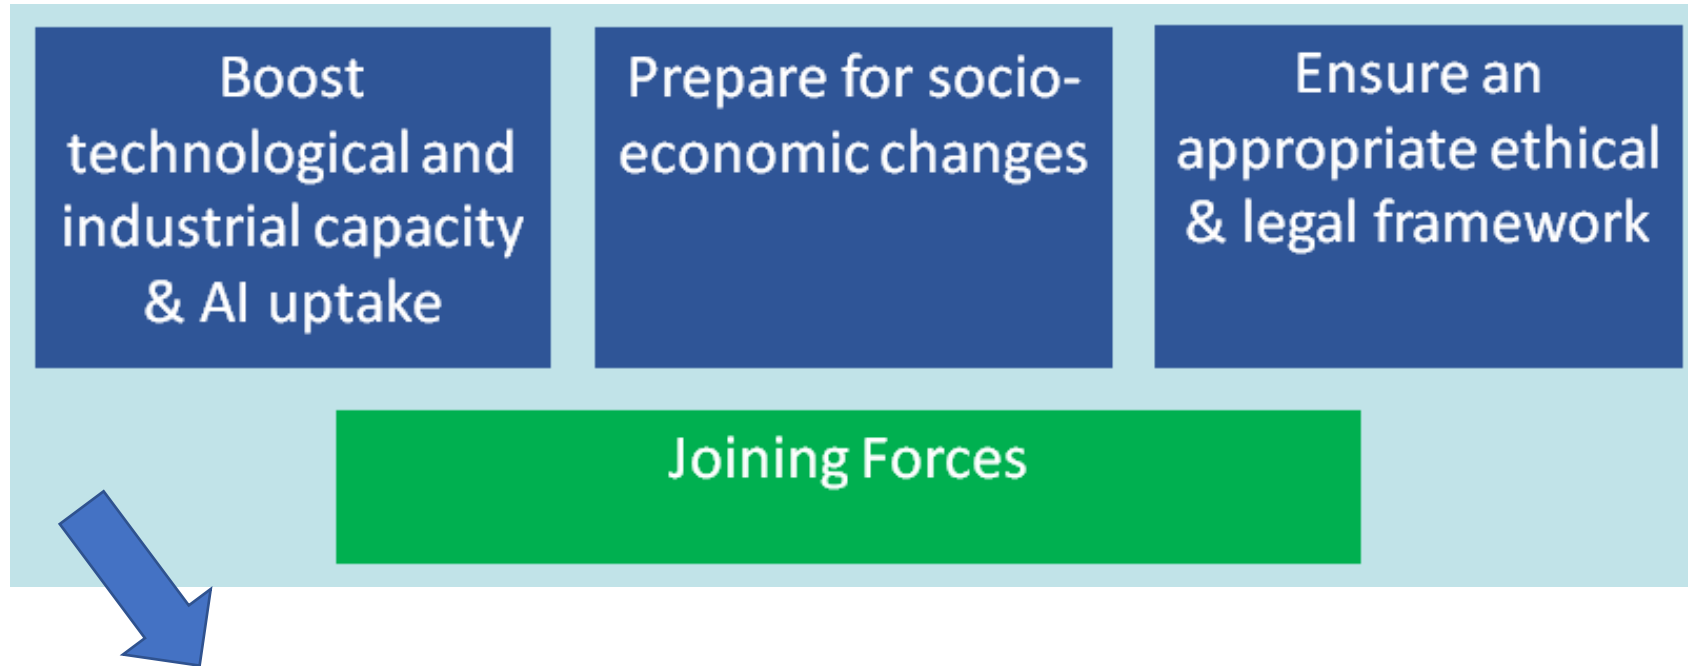 Boost
technological and
industrial capacity
& AI uptake
Prepare for socio-
economic changes
Ensure an
appropriate ethical
& legal framework
Joining Forces